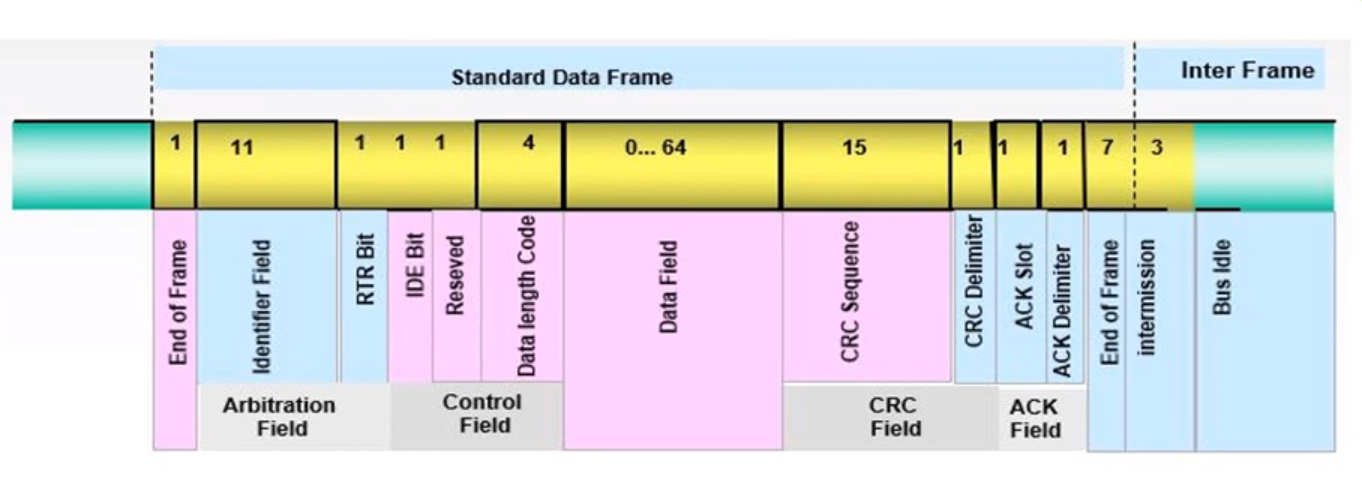 Standard Data Frame
Inter Frame
1 11 1 1 1 4 0... 64 15 1 1 1 7 3
End of Frame
Identifier Field
RTR Bit
IDE Bit
Reseved
Data length Code
Data Field
CRC Sequence
CRC Delimiter
ACK Slot
ACK Delimiter
End of Frame
intermission
Bus Idle
Arbitration
Field
Control
Field
CRC
Field
ACK
Field